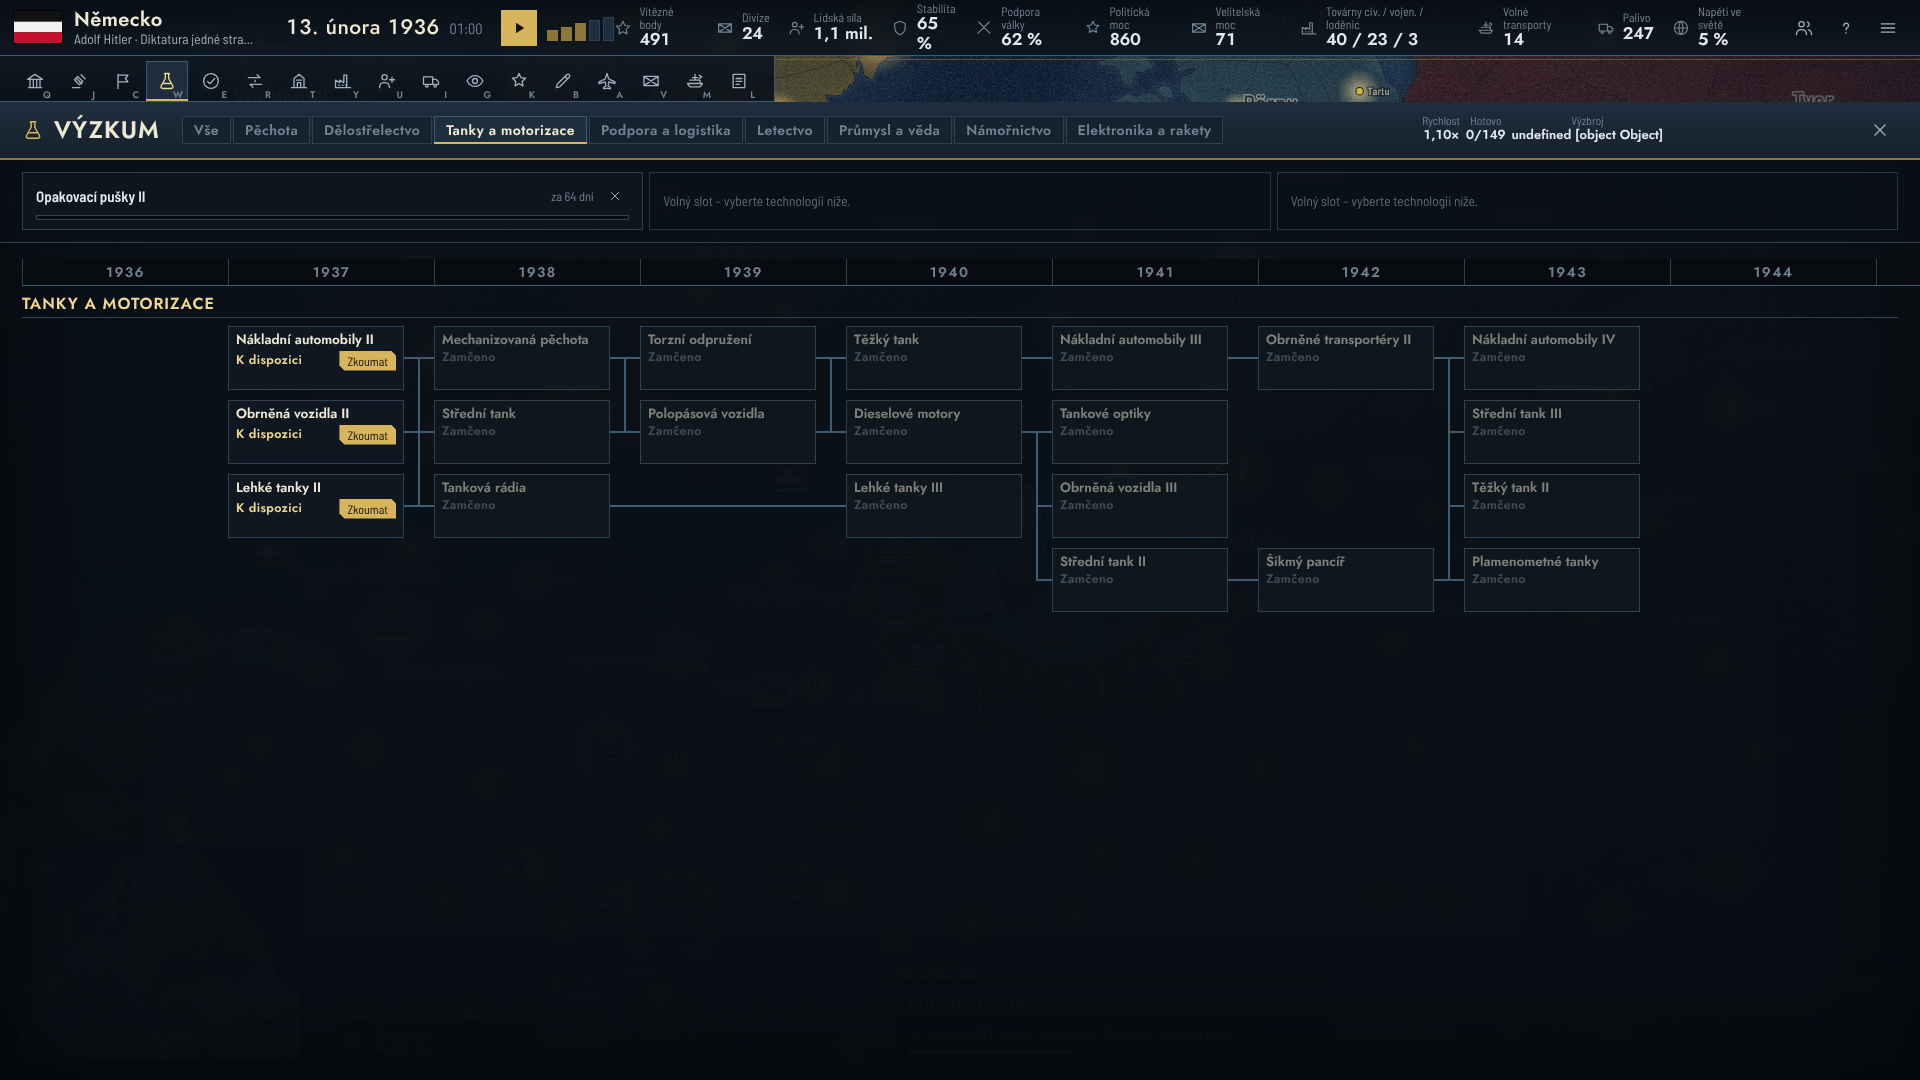 Německo
Adolf Hitler · Diktatura jedné stra...
13. února 1936 01:00
Vítězné body 491
Divize 24
Lidská síla 1,1 mil.
Stabilita 65 %
Podpora války 62 %
Politická moc 860
Velitelská moc 71
Továrny civ. / vojen. / loděnic 40 / 23 / 3
Volné transporty 14
Palivo 247
Napětí ve světě 5 %
?
Q J C W E R T Y U I G K B A V M L
Tartu
VÝZKUM
Vše
Pěchota
Dělostřelectvo
Tanky a motorizace
Podpora a logistika
Letectvo
Průmysl a věda
Námořnictvo
Elektronika a rakety
Rychlost Hotovo Výzbroj
1,10× 0/149 undefined [object Object]
Opakovací pušky II
za 64 dní
Volný slot – vyberte technologii níže.
Volný slot – vyberte technologii níže.
1936 1937 1938 1939 1940 1941 1942 1943 1944
TANKY A MOTORIZACE
Nákladní automobily II
K dispozici
Zkoumat
Mechanizovaná pěchota
Zamčeno
Torzní odpružení
Zamčeno
Těžký tank
Zamčeno
Nákladní automobily III
Zamčeno
Obrněné transportéry II
Zamčeno
Nákladní automobily IV
Zamčeno
Obrněná vozidla II
K dispozici
Zkoumat
Střední tank
Zamčeno
Polopásová vozidla
Zamčeno
Dieselové motory
Zamčeno
Tankové optiky
Zamčeno
Střední tank III
Zamčeno
Lehké tanky II
K dispozici
Zkoumat
Tanková rádia
Zamčeno
Lehké tanky III
Zamčeno
Obrněná vozidla III
Zamčeno
Těžký tank II
Zamčeno
Střední tank II
Zamčeno
Šikmý pancíř
Zamčeno
Plamenometné tanky
Zamčeno